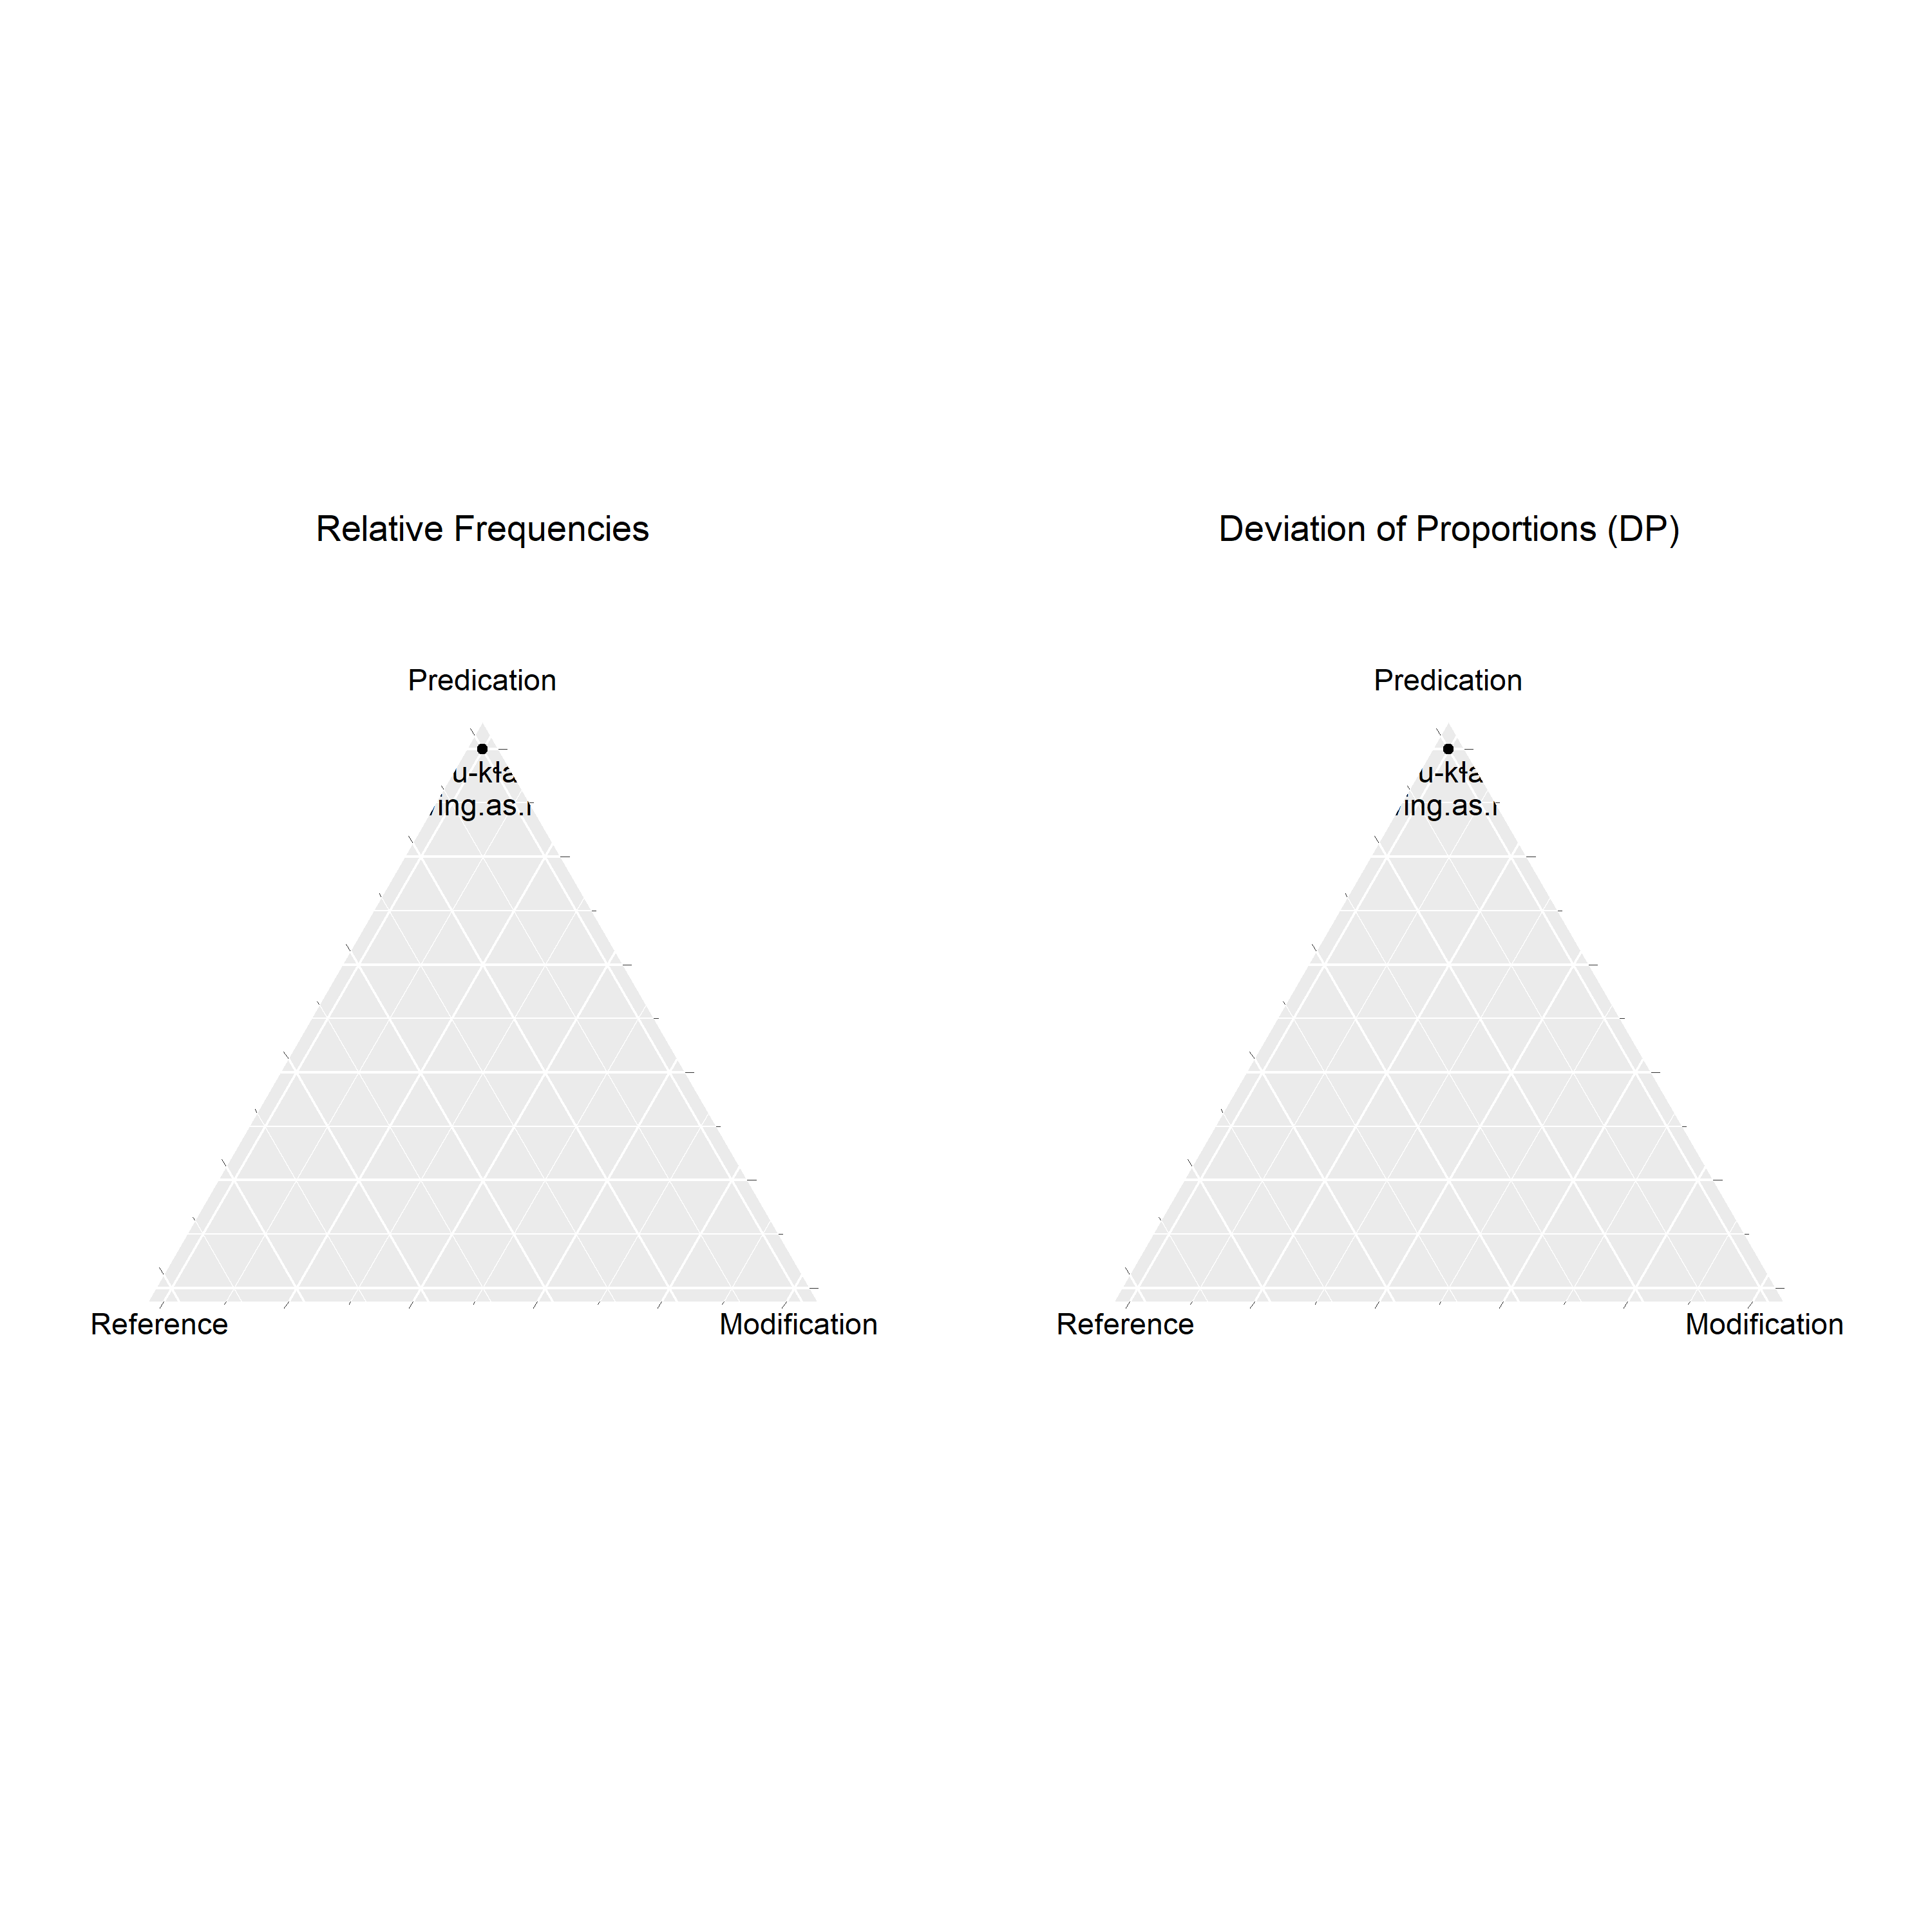 Relative Frequencies
Deviation of Proportions (DP)
Predication
Predication
Reference
Modification
Reference
Modification